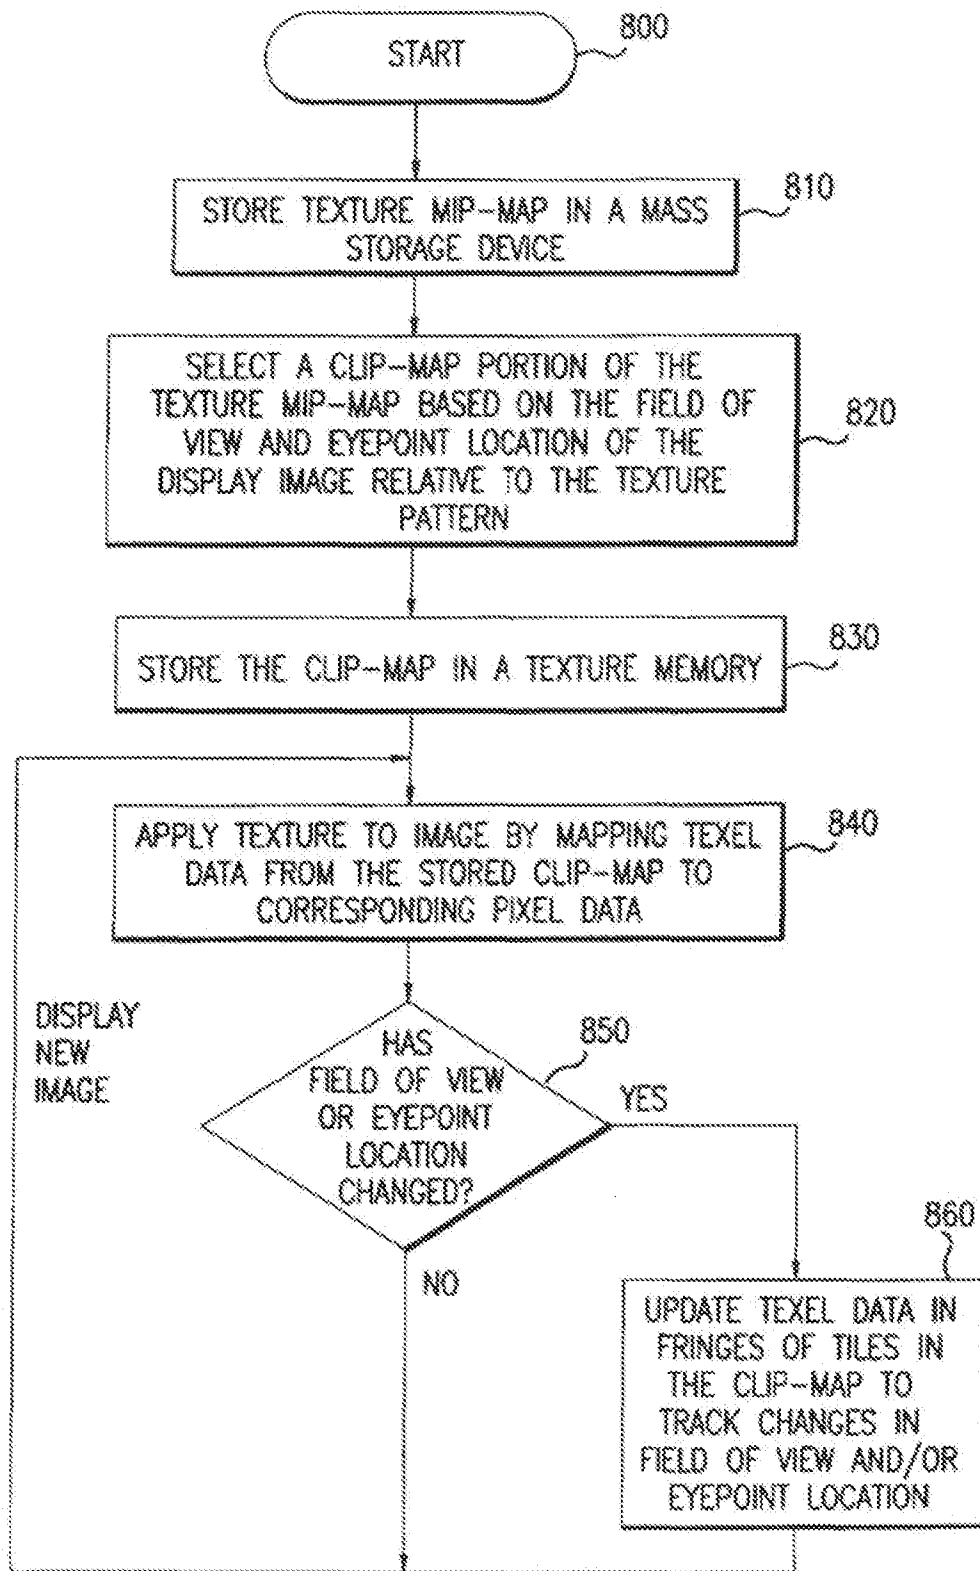 START
800
STORE TEXTURE MIP-MAP IN A MASS
STORAGE DEVICE
810
SELECT A CLIP-MAP PORTION OF THE
TEXTURE MIP-MAP BASED ON THE FIELD OF
VIEW AND EYEPOINT LOCATION OF THE
DISPLAY IMAGE RELATIVE TO THE TEXTURE
PATTERN
820
STORE THE CLIP-MAP IN A TEXTURE MEMORY
830
APPLY TEXTURE TO IMAGE BY MAPPING TEXEL
DATA FROM THE STORED CLIP-MAP TO
CORRESPONDING PIXEL DATA
840
DISPLAY
NEW
IMAGE
HAS
FIELD OF VIEW
OR EYEPOINT
LOCATION
CHANGED?
850
YES
NO
860
UPDATE TEXEL DATA IN
FRINGES OF TILES IN
THE CLIP-MAP TO
TRACK CHANGES IN
FIELD OF VIEW AND/OR
EYEPOINT LOCATION